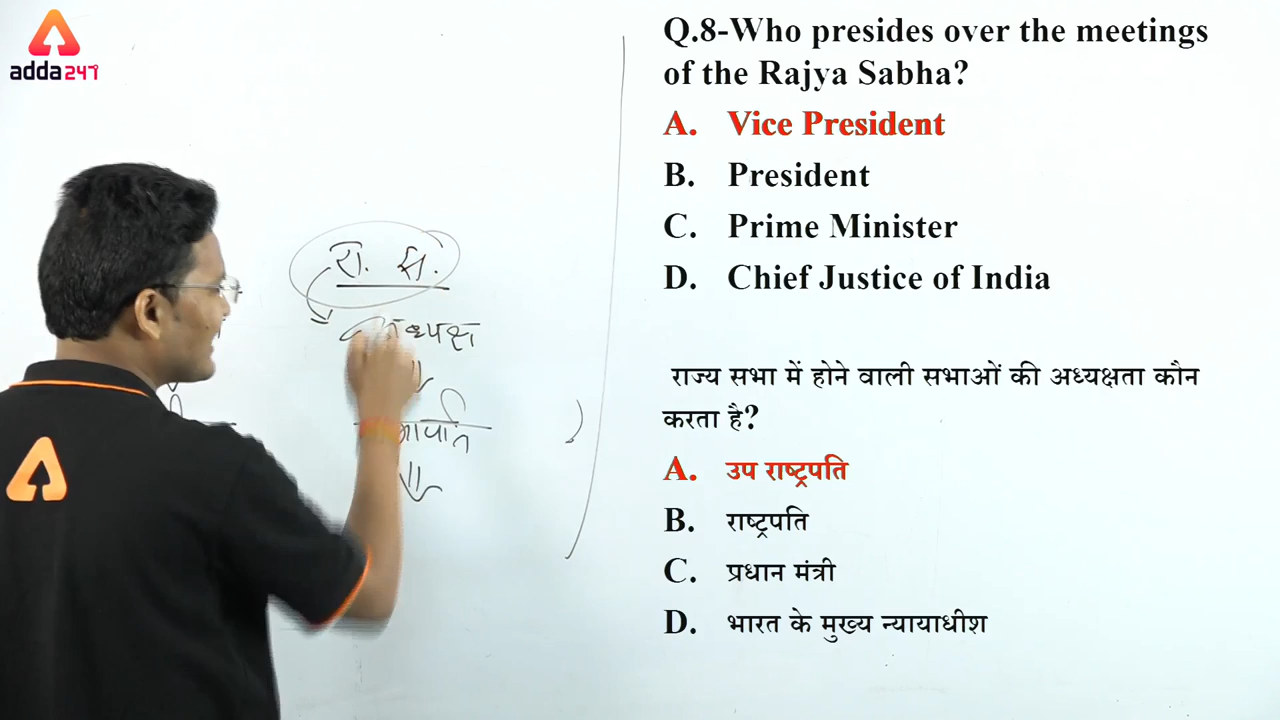 adda247
Q.8-Who presides over the meetings
of the Rajya Sabha?
A. Vice President
B. President
C. Prime Minister
D. Chief Justice of India
राज्य सभा में होने वाली सभाओं की अध्यक्षता कौन
करता है?
A. उप राष्ट्रपति
B. राष्ट्रपति
C. प्रधान मंत्री
D. भारत के मुख्य न्यायाधीश
रा. स.